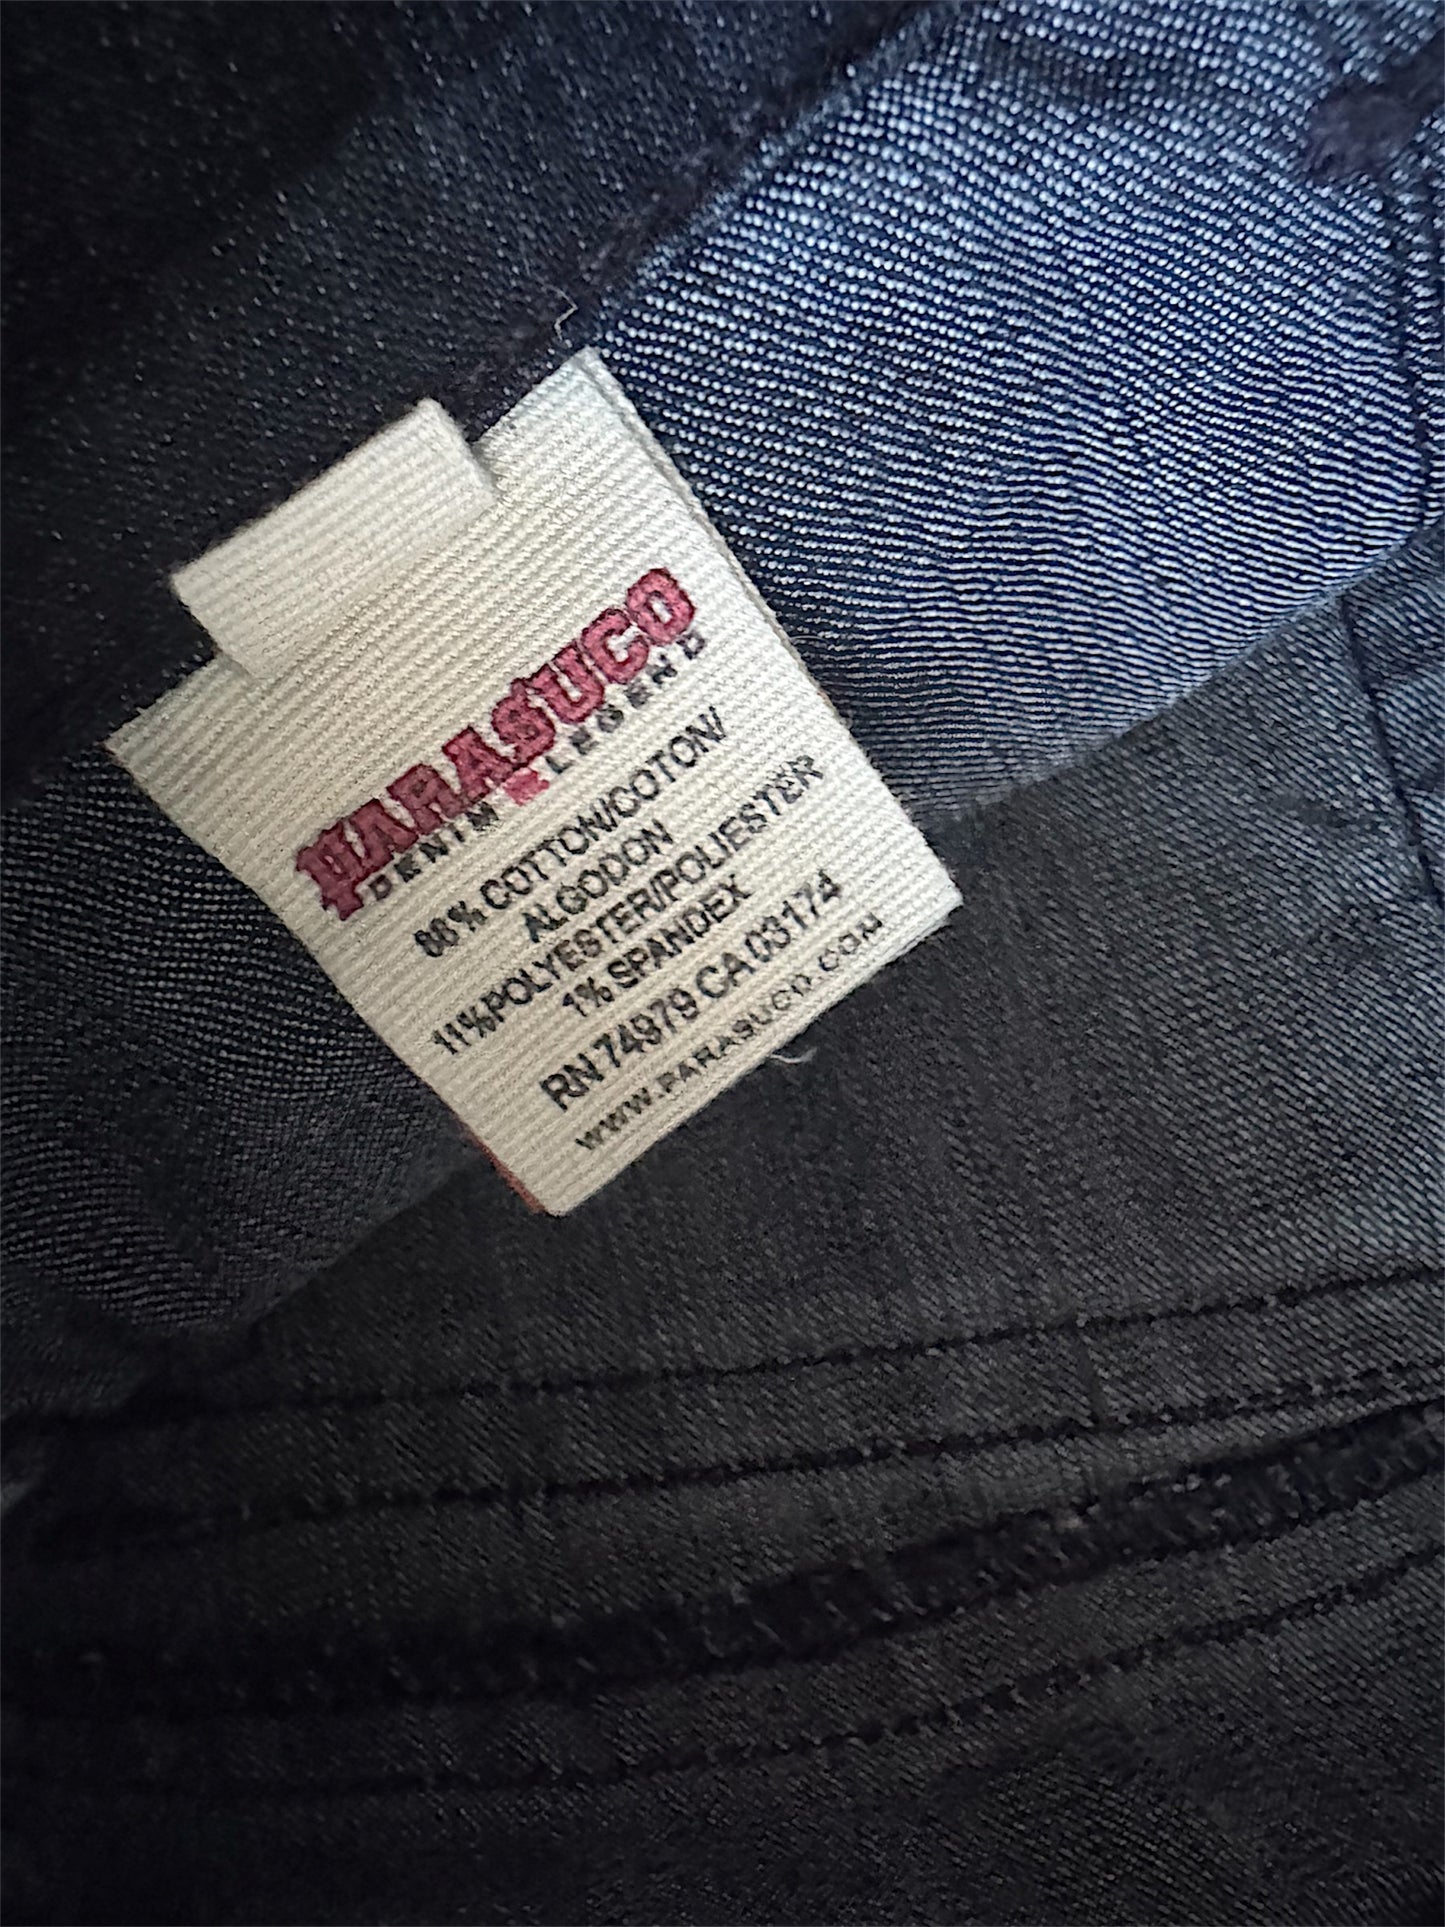 PARASUCO
DENIM LEGEND
88% COTTON/COTON/
ALGODON
11%POLYESTER/POLIESTER
1% SPANDEX
RN 74979 CA 03174
WWW.PARASUCO.COM